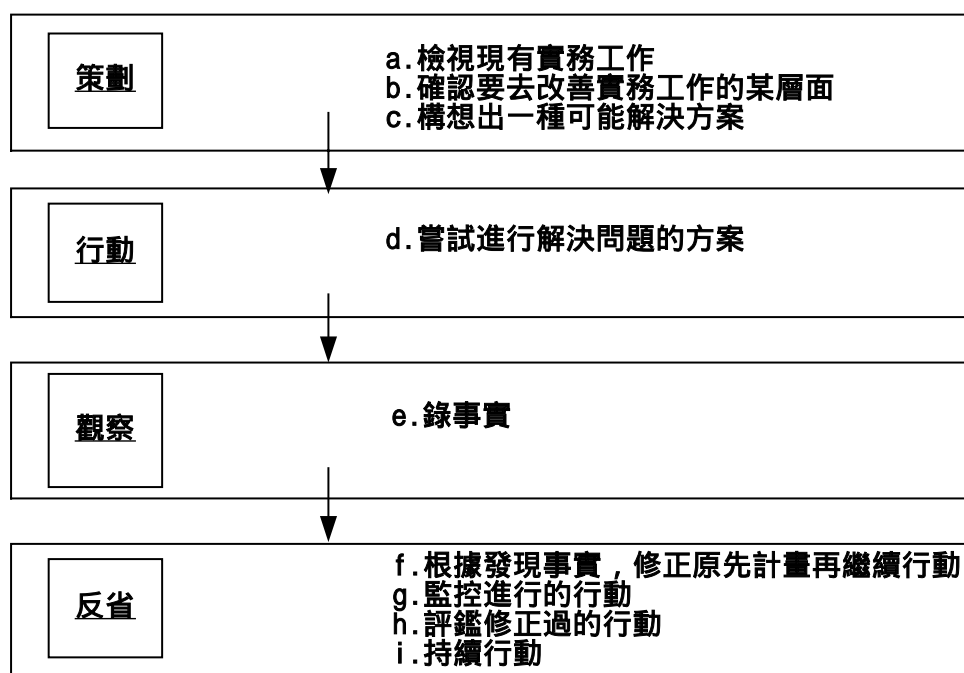 策劃
a.檢視現有實務工作
b.確認要去改善實務工作的某層面
c.構想出一種可能解決方案
行動
d.嘗試進行解決問題的方案
觀察
e.錄事實
反省
f.根據發現事實，修正原先計畫再繼續行動
g.監控進行的行動
h.評鑑修正過的行動
i.持續行動